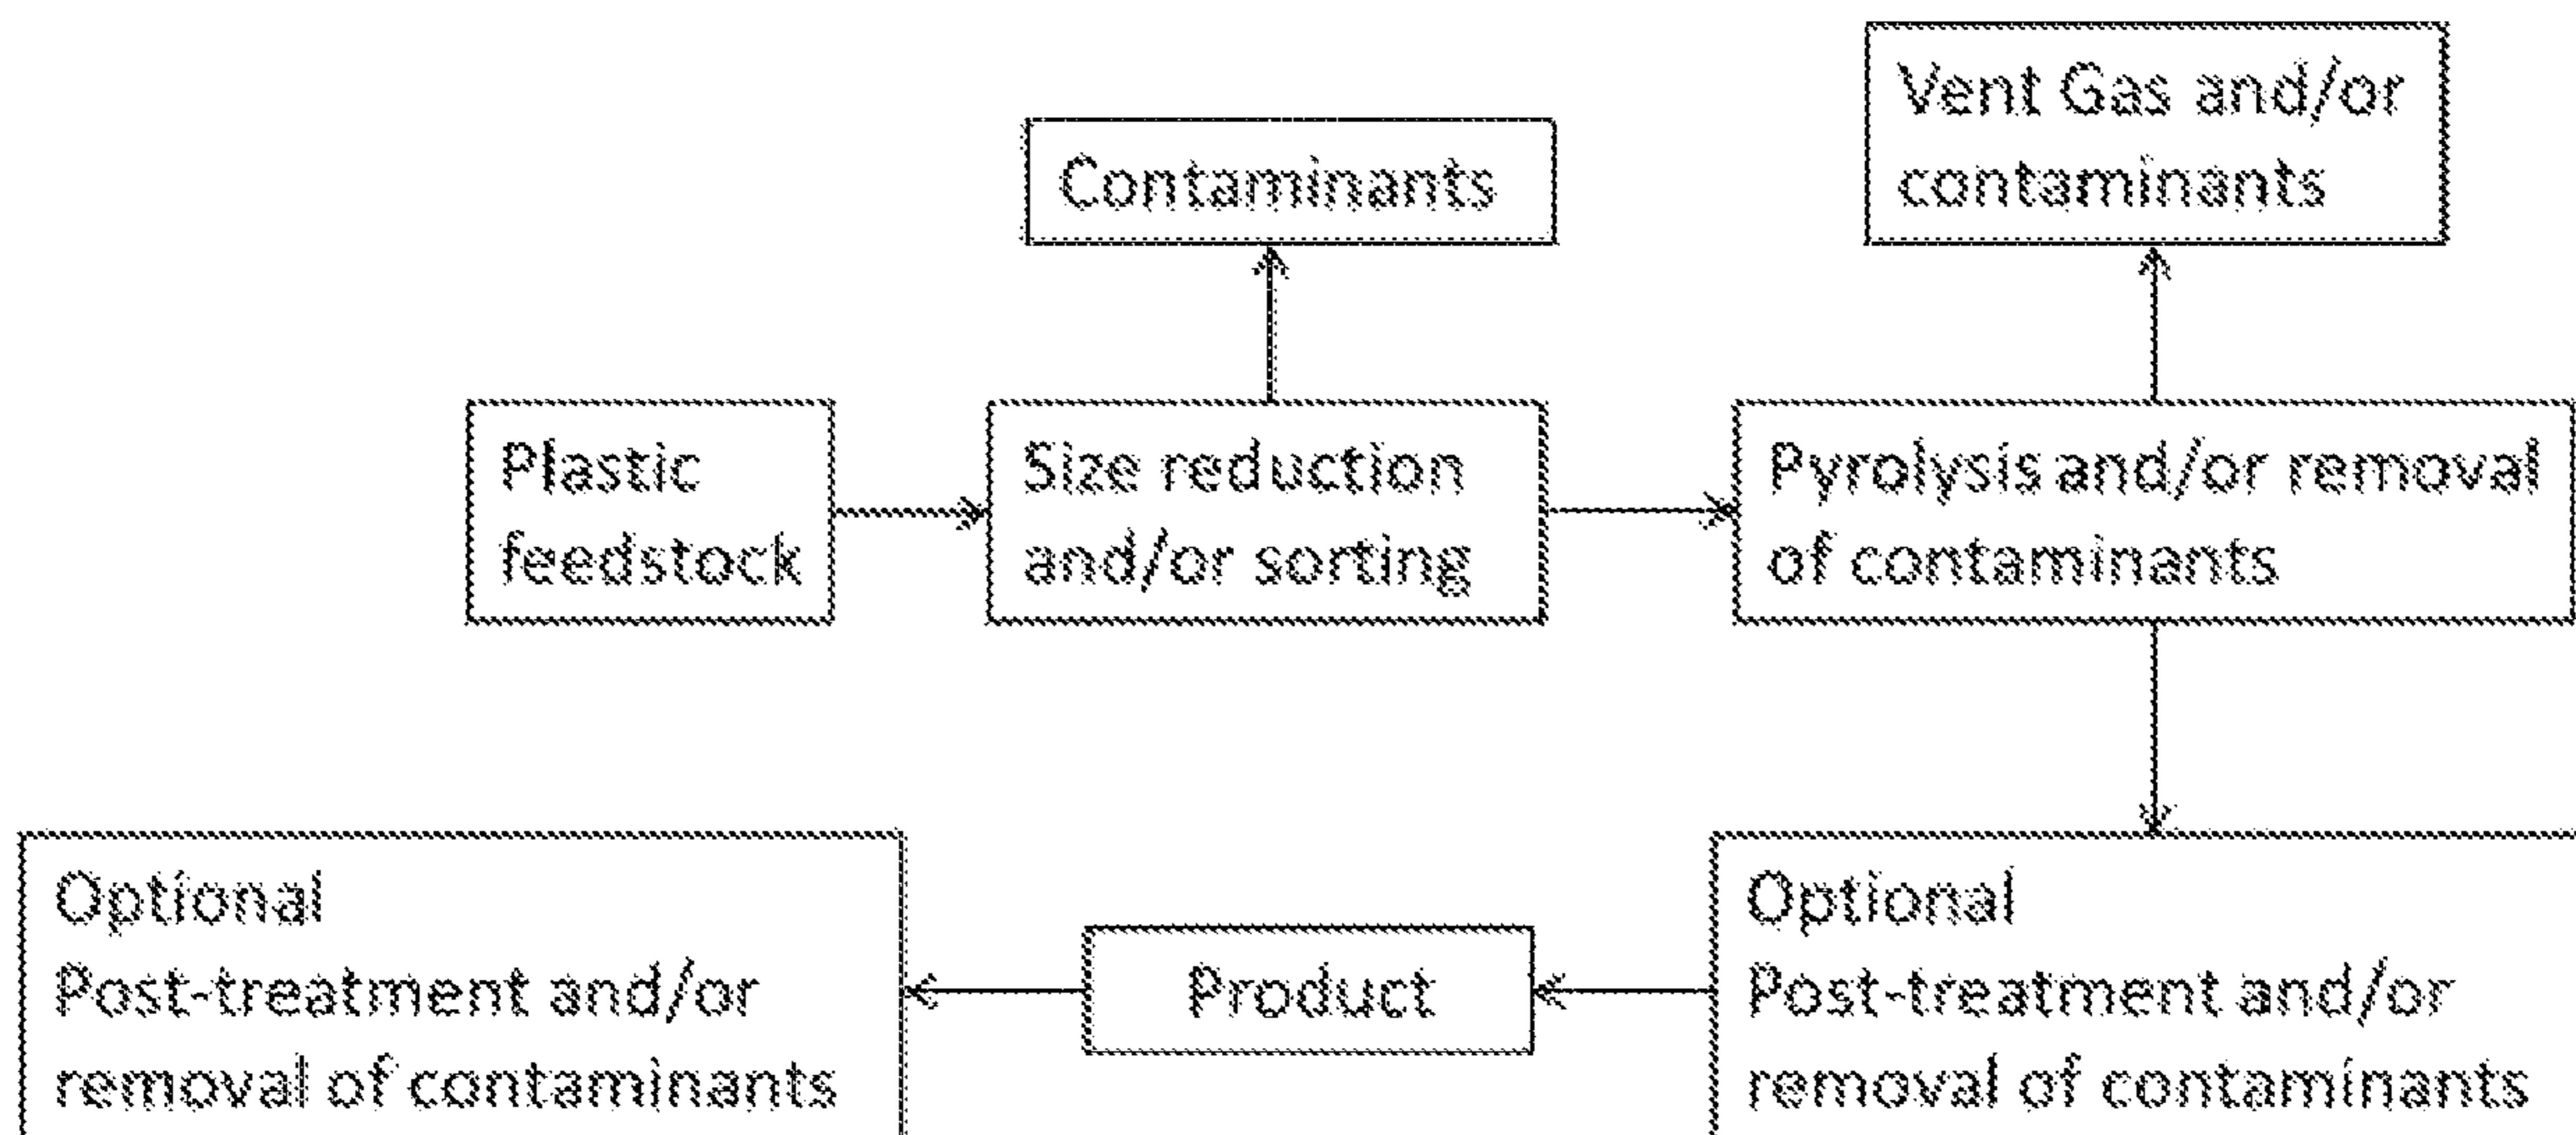 Vent Gas and/or
contaminants
Contaminants
Plastic
feedstock
Size reduction
and/or sorting
Pyrolysis and/or removal
of contaminants
Optional
Post-treatment and/or
removal of contaminants
Product
Optional
Post-treatment and/or
removal of contaminants